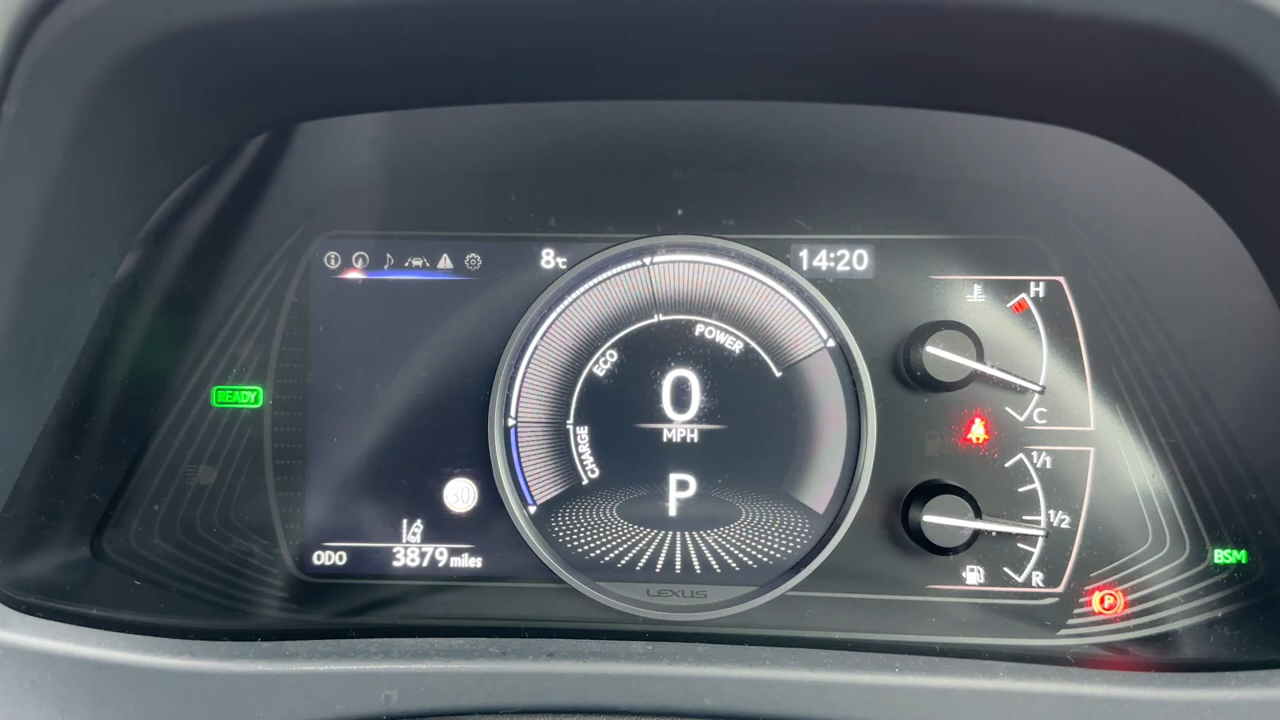 8℃
14:20
H
POWER
ECO
READY
0
MPH
C
CHARGE
1/1
30
P
1/2
ODO 3879 miles
BSM
R
LEXUS
P